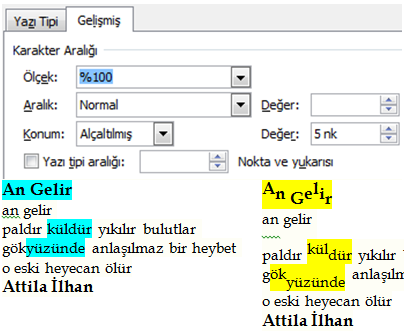 Yazı Tipi Gelişmiş
Karakter Aralığı
Ölçek: %100
Aralık: Normal Değer:
Konum: Alçaltılmış Değer: 5 nk
Yazı tipi aralığı: Nokta ve yukarısı
An Gelir
an gelir
paldır küldür yıkılır bulutlar
gökyüzünde anlaşılmaz bir heybet
o eski heyecan ölür
Attila İlhan
An Gelir
an gelir
paldır küldür yıkılır b
gökyüzünde anlaşılm
o eski heyecan ölür
Attila İlhan